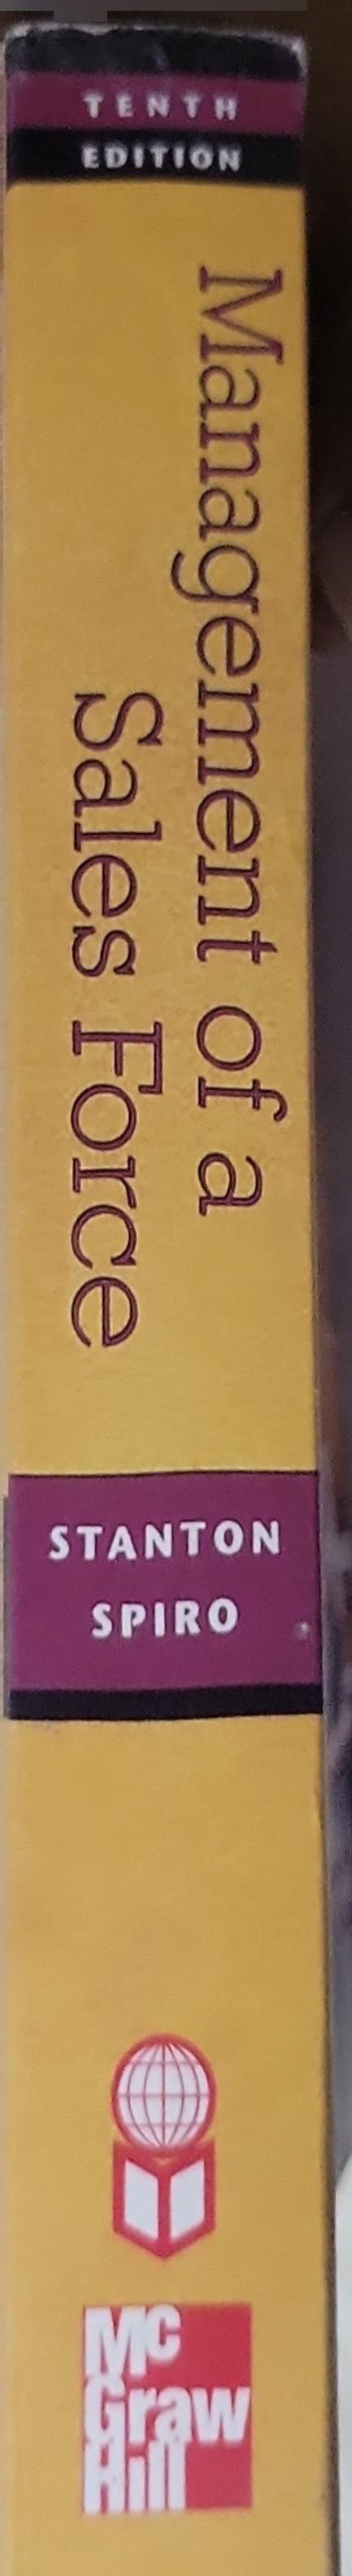 TENTH
EDITION
Management of a
Sales Force
STANTON
SPIRO
Mc
Graw
Hill